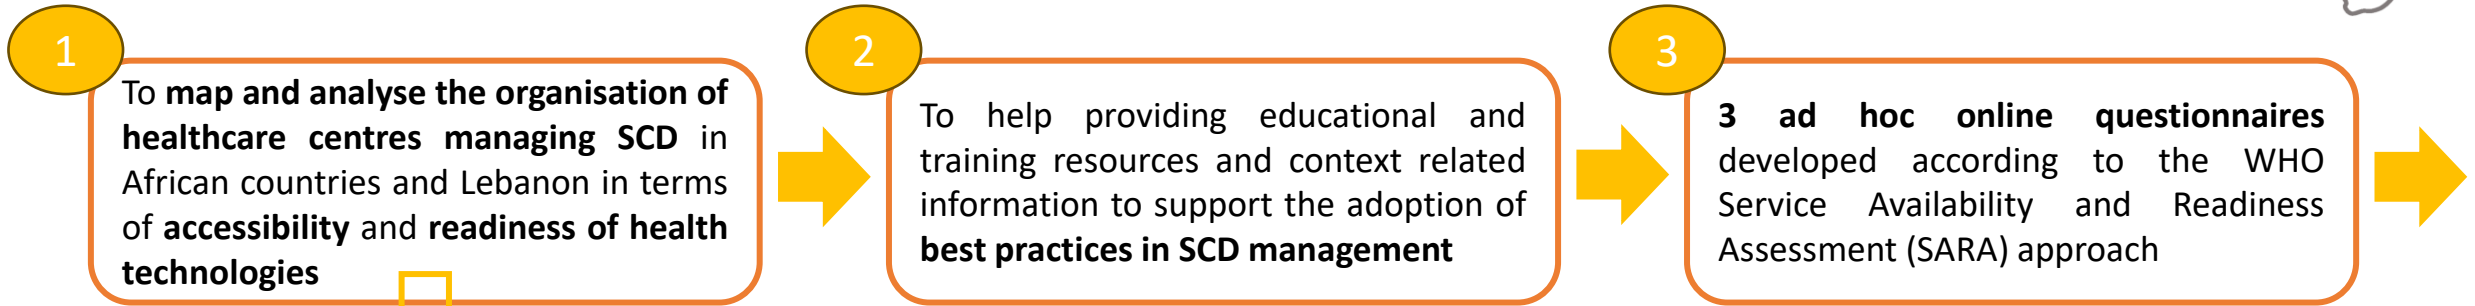 1
To map and analyse the organisation of
healthcare centres managing SCD in
African countries and Lebanon in terms
of accessibility and readiness of health
technologies
2
To help providing educational and
training resources and context related
information to support the adoption of
best practices in SCD management
3
3 ad hoc online questionnaires
developed according to the WHO
Service Availability and Readiness
Assessment (SARA) approach